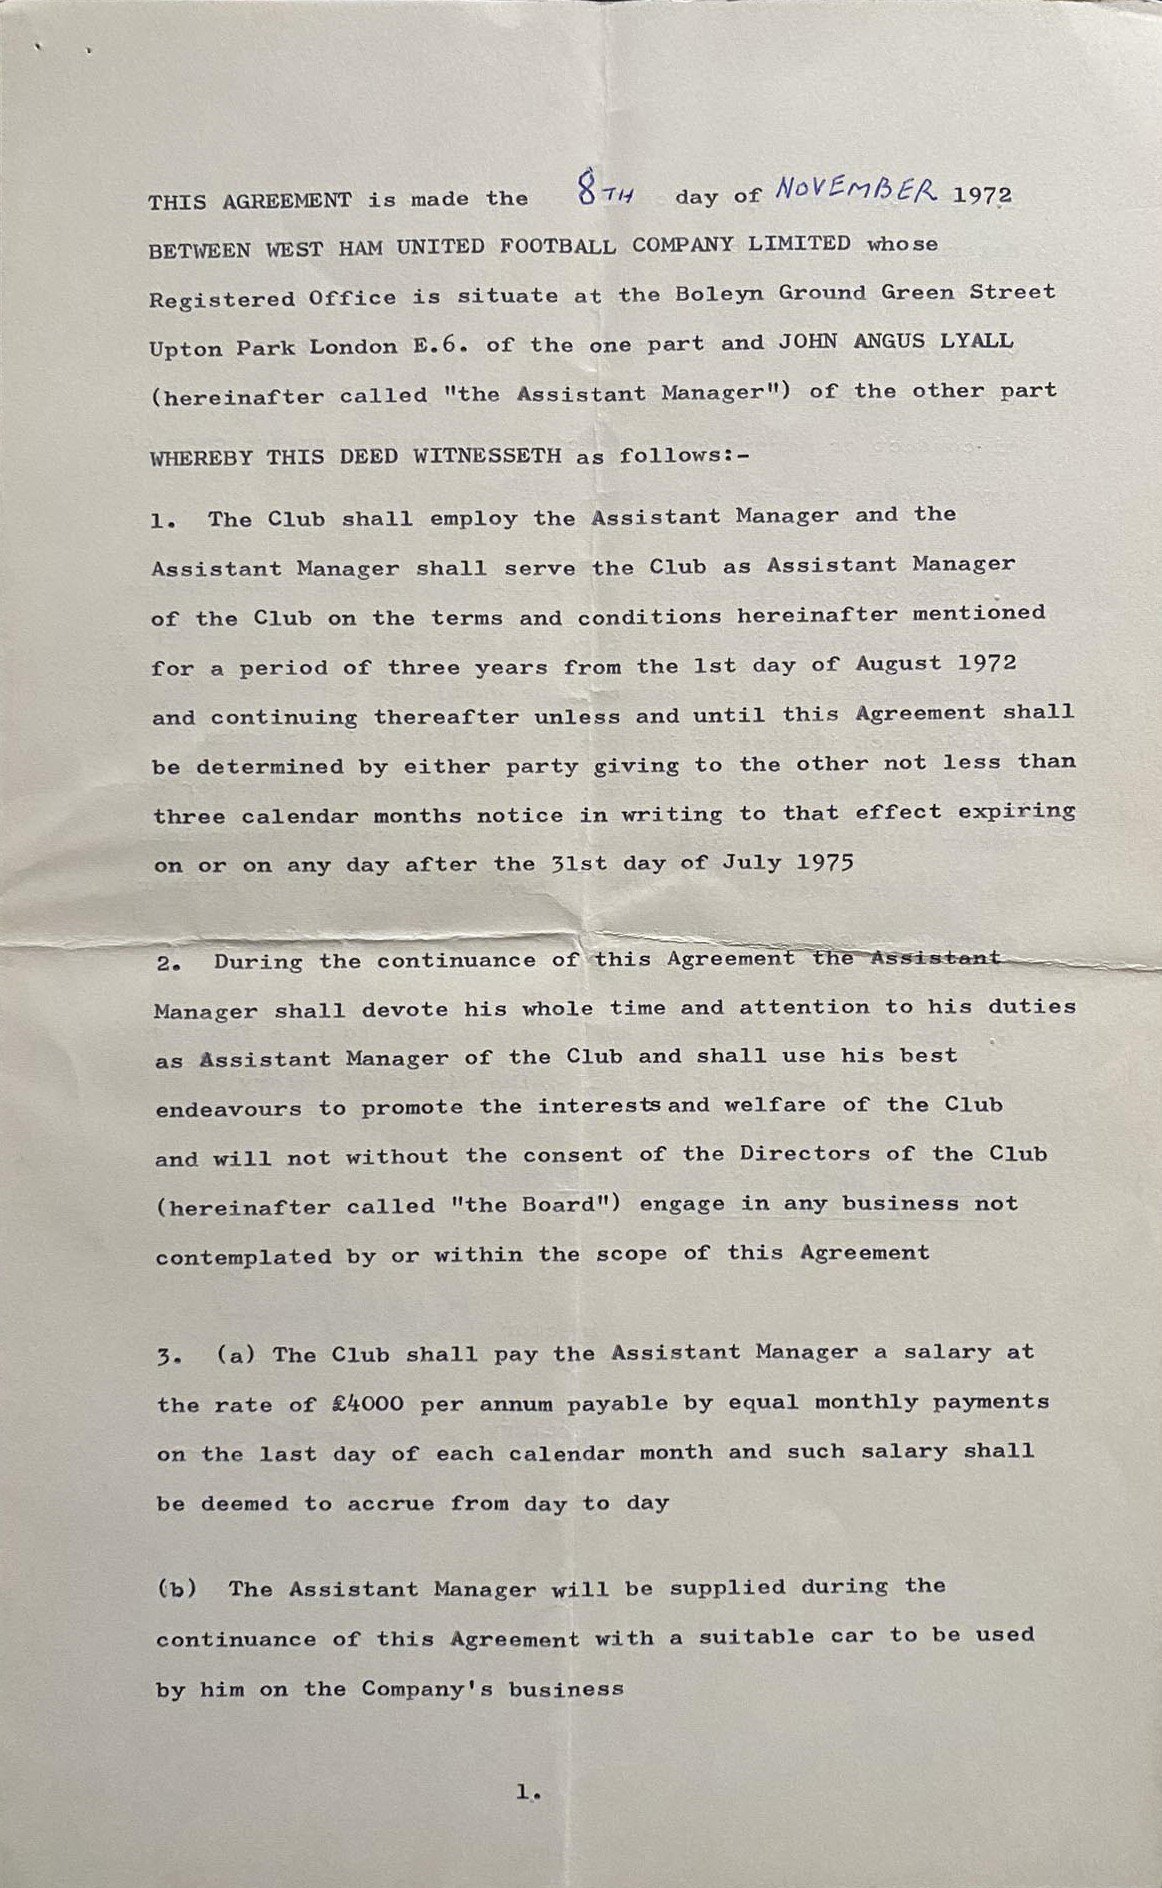 THIS AGREEMENT is made the 8TH day of NOVEMBER 1972
BETWEEN WEST HAM UNITED FOOTBALL COMPANY LIMITED whose
Registered Office is situate at the Boleyn Ground Green Street
Upton Park London E.6. of the one part and JOHN ANGUS LYALL
(hereinafter called "the Assistant Manager") of the other part
WHEREBY THIS DEED WITNESSETH as follows:-
1. The Club shall employ the Assistant Manager and the
Assistant Manager shall serve the Club as Assistant Manager
of the Club on the terms and conditions hereinafter mentioned
for a period of three years from the 1st day of August 1972
and continuing thereafter unless and until this Agreement shall
be determined by either party giving to the other not less than
three calendar months notice in writing to that effect expiring
on or on any day after the 31st day of July 1975
2. During the continuance of this Agreement the Assistant
Manager shall devote his whole time and attention to his duties
as Assistant Manager of the Club and shall use his best
endeavours to promote the interests and welfare of the Club
and will not without the consent of the Directors of the Club
(hereinafter called "the Board") engage in any business not
contemplated by or within the scope of this Agreement
3. (a) The Club shall pay the Assistant Manager a salary at
the rate of £4000 per annum payable by equal monthly payments
on the last day of each calendar month and such salary shall
be deemed to accrue from day to day
(b) The Assistant Manager will be supplied during the
continuance of this Agreement with a suitable car to be used
by him on the Company's business
1.